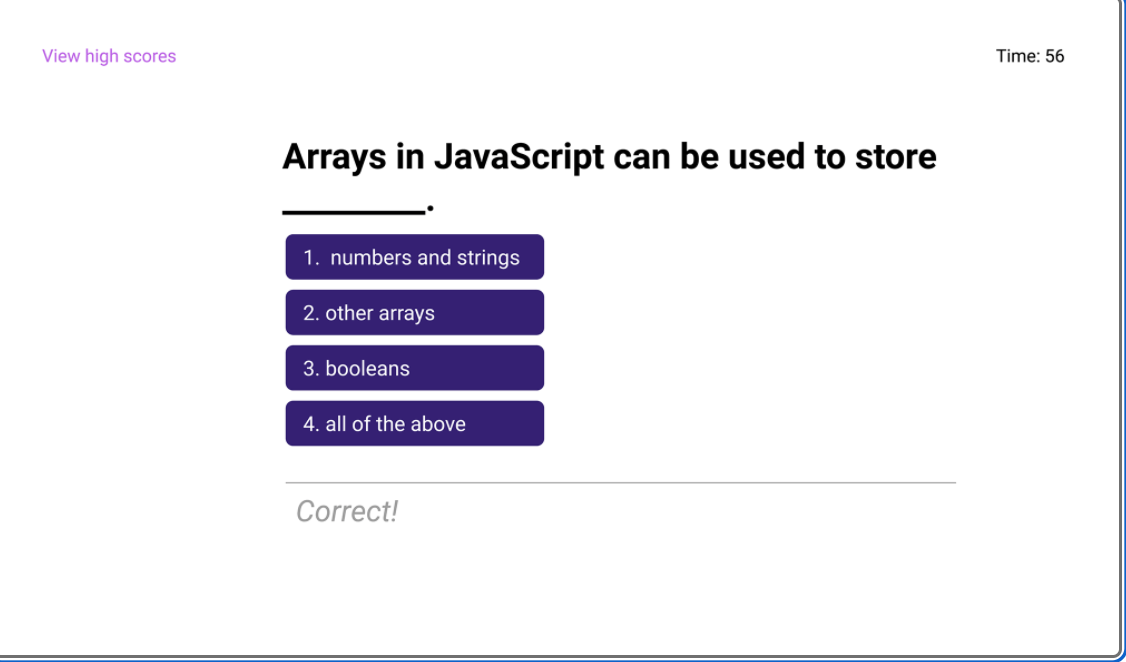 View high scores
Time: 56
Arrays in JavaScript can be used to store
________.
1. numbers and strings
2. other arrays
3. booleans
4. all of the above
Correct!